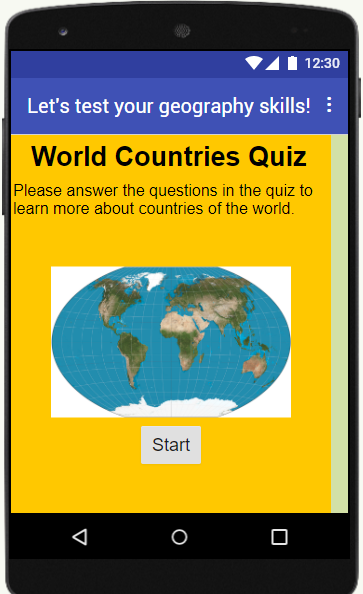 12:30
Let's test your geography skills!
World Countries Quiz
Please answer the questions in the quiz to
learn more about countries of the world.
Start